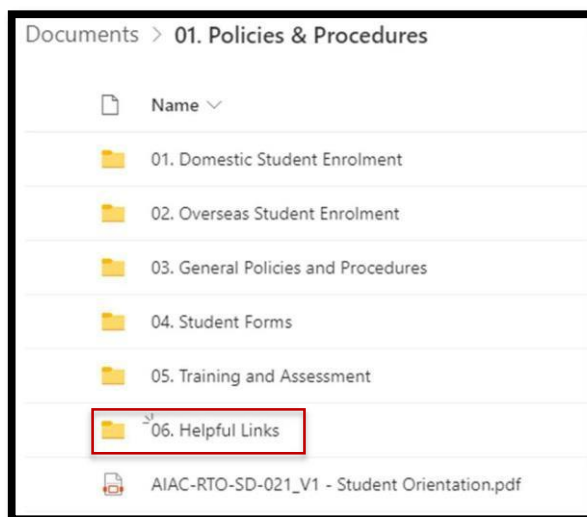 Documents > 01. Policies & Procedures
Name
01. Domestic Student Enrolment
02. Overseas Student Enrolment
03. General Policies and Procedures
04. Student Forms
05. Training and Assessment
06. Helpful Links
AIAC-RTO-SD-021_V1 - Student Orientation.pdf